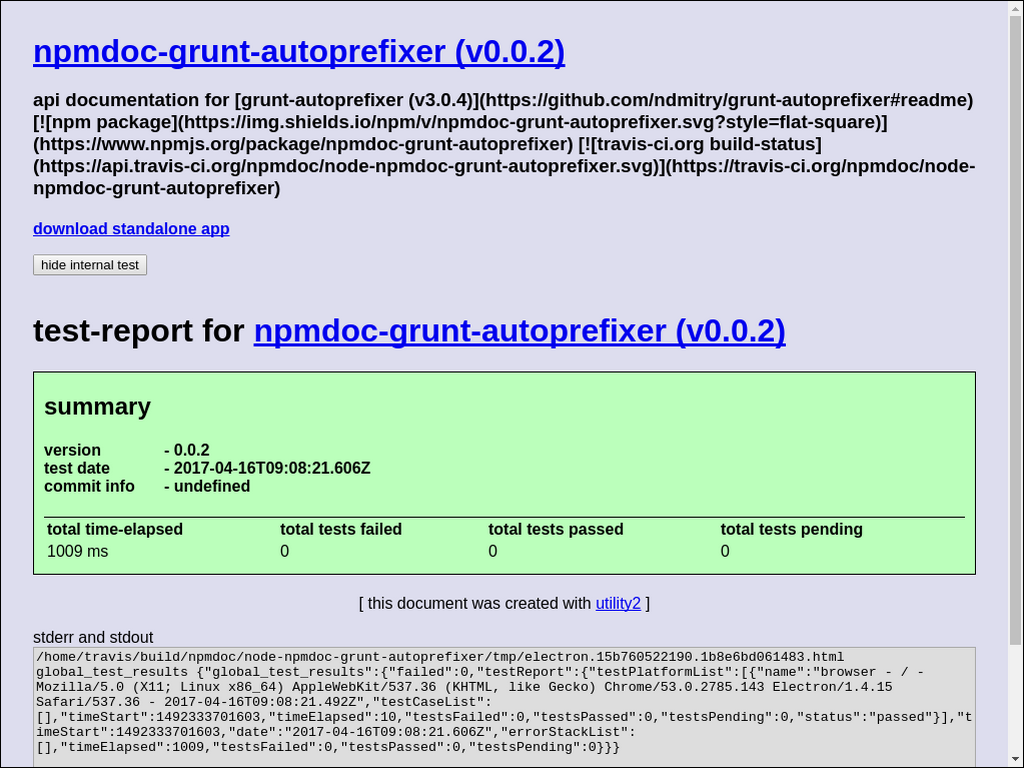 npmdoc-grunt-autoprefixer (v0.0.2)
api documentation for [grunt-autoprefixer (v3.0.4)](https://github.com/ndmitry/grunt-autoprefixer#readme)
[![npm package](https://img.shields.io/npm/v/npmdoc-grunt-autoprefixer.svg?style=flat-square)]
(https://www.npmjs.org/package/npmdoc-grunt-autoprefixer) [![travis-ci.org build-status]
(https://api.travis-ci.org/npmdoc/node-npmdoc-grunt-autoprefixer.svg)](https://travis-ci.org/npmdoc/node-
npmdoc-grunt-autoprefixer)
download standalone app
hide internal test
test-report for npmdoc-grunt-autoprefixer (v0.0.2)
summary
version - 0.0.2
test date - 2017-04-16T09:08:21.606Z
commit info - undefined
total time-elapsed total tests failed total tests passed total tests pending
1009 ms 0 0 0
[ this document was created with utility2 ]
stderr and stdout
/home/travis/build/npmdoc/node-npmdoc-grunt-autoprefixer/tmp/electron.15b760522190.1b8e6bd061483.html
global_test_results {"global_test_results":{"failed":0,"testReport":{"testPlatformList":[{"name":"browser - / -
Mozilla/5.0 (X11; Linux x86_64) AppleWebKit/537.36 (KHTML, like Gecko) Chrome/53.0.2785.143 Electron/1.4.15
Safari/537.36 - 2017-04-16T09:08:21.492Z","testCaseList":
[],"timeStart":1492333701603,"timeElapsed":10,"testsFailed":0,"testsPassed":0,"testsPending":0,"status":"passed"}],"t
imeStart":1492333701603,"date":"2017-04-16T09:08:21.606Z","errorStackList":
[],"timeElapsed":1009,"testsFailed":0,"testsPassed":0,"testsPending":0}}}